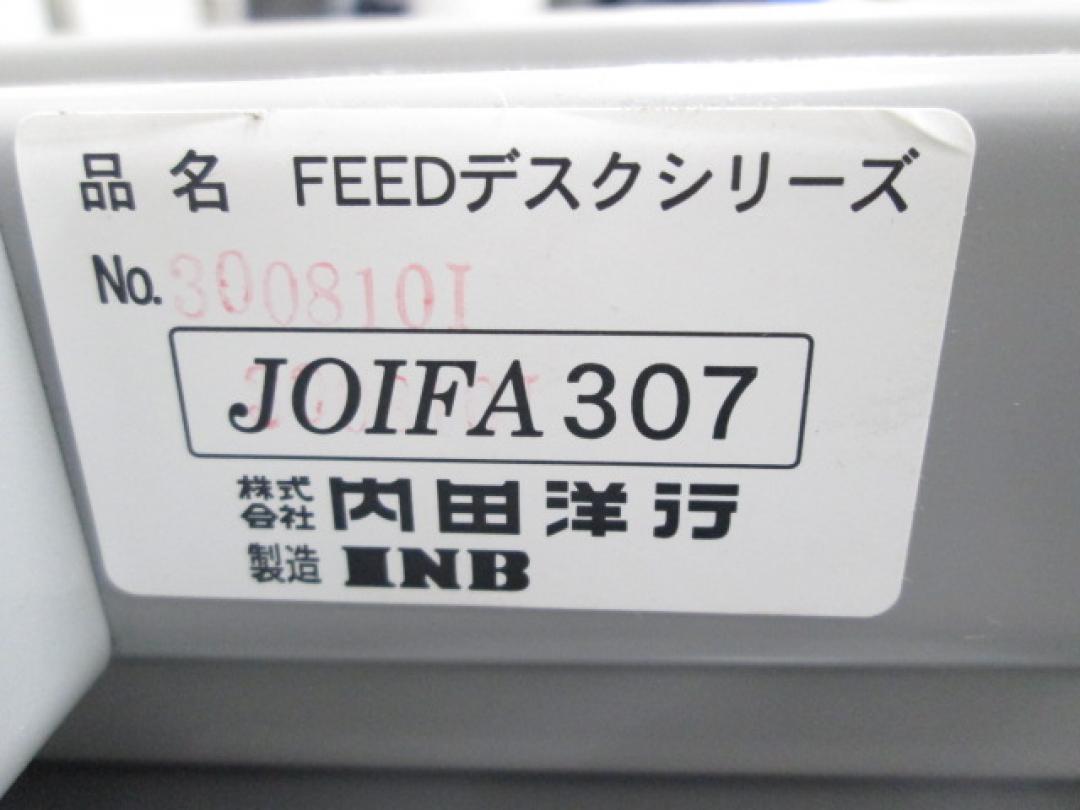 品名 FEEDデスクシリーズ
No. 3008101
JOIFA 307
株式会社 内田洋行
製造 INB